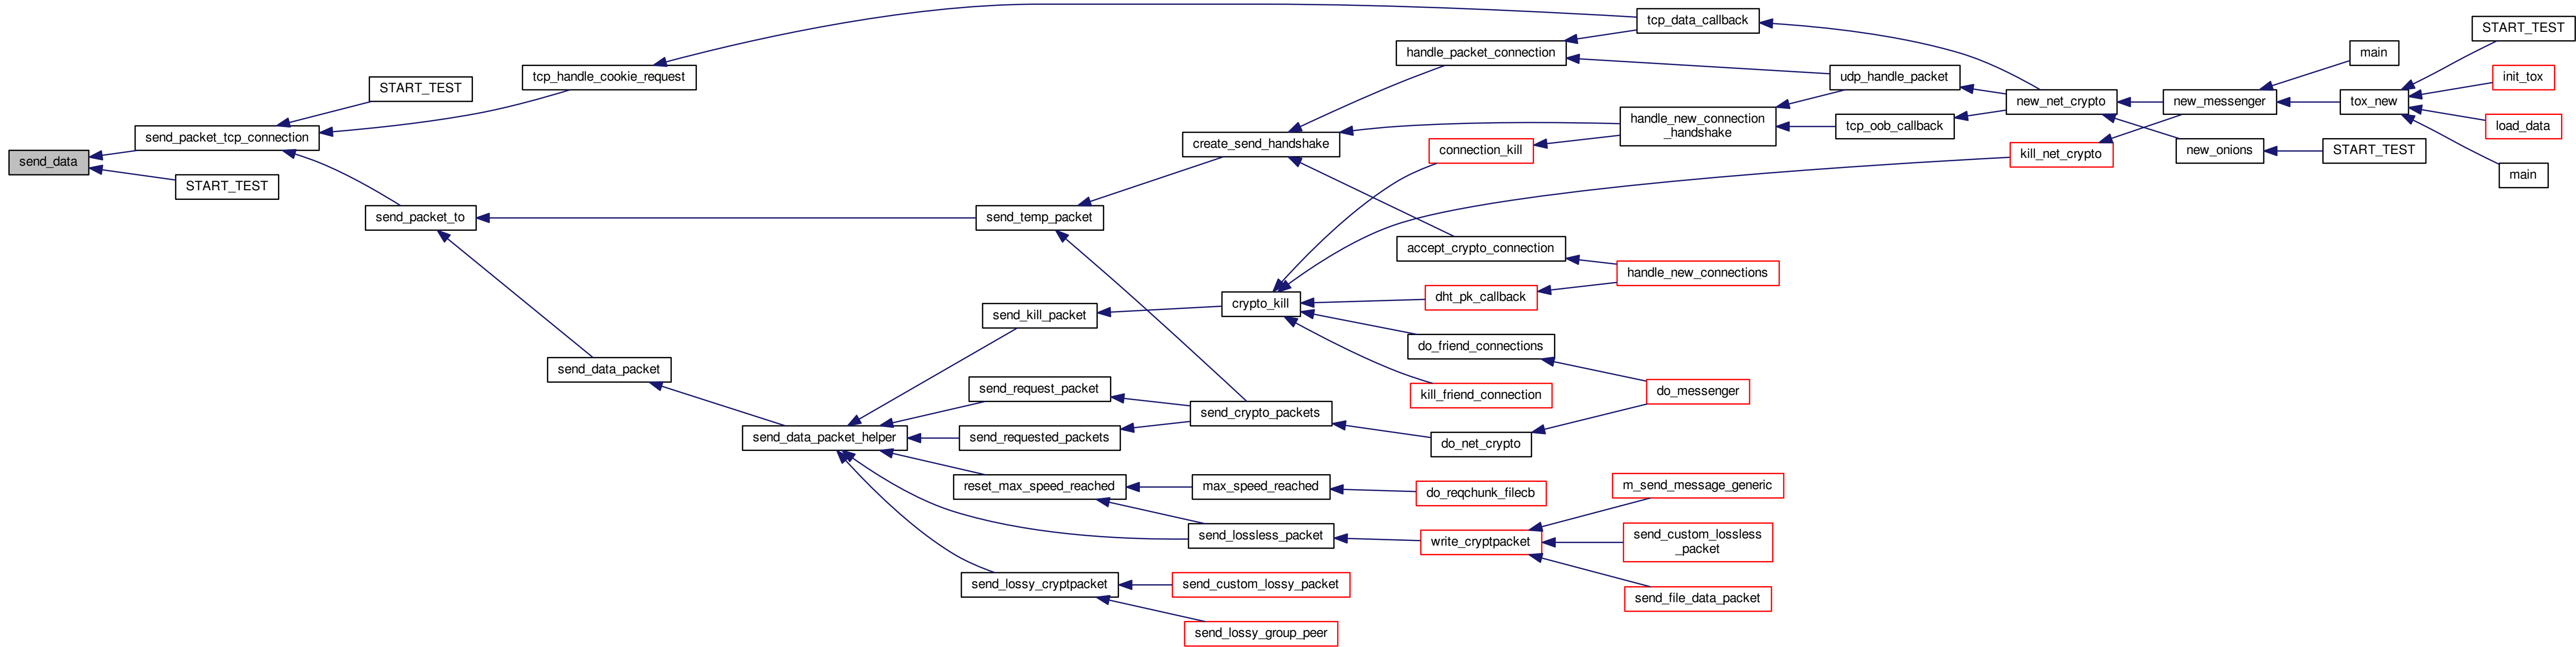 send_data
send_packet_tcp_connection
START_TEST
START_TEST
send_packet_to
tcp_handle_cookie_request
send_data_packet
send_data_packet_helper
send_temp_packet
send_kill_packet
send_request_packet
send_requested_packets
reset_max_speed_reached
send_lossy_cryptpacket
create_send_handshake
crypto_kill
send_crypto_packets
max_speed_reached
send_lossless_packet
send_custom_lossy_packet
send_lossy_group_peer
handle_packet_connection
connection_kill
accept_crypto_connection
dht_pk_callback
do_friend_connections
kill_friend_connection
do_net_crypto
do_reqchunk_filecb
write_cryptpacket
tcp_data_callback
handle_new_connection
_handshake
handle_new_connections
do_messenger
m_send_message_generic
send_custom_lossless
_packet
send_file_data_packet
udp_handle_packet
tcp_oob_callback
new_net_crypto
kill_net_crypto
new_messenger
new_onions
main
tox_new
START_TEST
START_TEST
init_tox
load_data
main